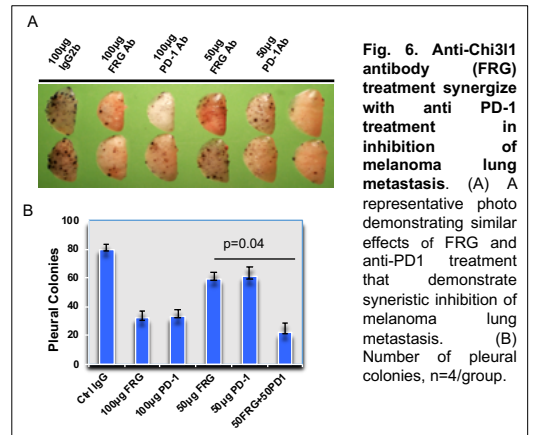 A
100µg
IgG2b
100µg
FRG Ab
100µg
PD-1 Ab
50µg
FRG Ab
50µg
PD-1Ab
B
Pleural Colonies
100
80
60
40
20
0
p=0.04
Ctrl IgG
100µg FRG
100µg PD-1
50µg FRG
50µg PD-1
50FRG+50PD1
Fig. 6. Anti-Chi3l1
antibody (FRG)
treatment synergize
with anti PD-1
treatment in
inhibition of
melanoma lung
metastasis. (A) A
representative photo
demonstrating similar
effects of FRG and
anti-PD1 treatment
that demonstrate
syneristic inhibition of
melanoma lung
metastasis. (B)
Number of pleural
colonies, n=4/group.